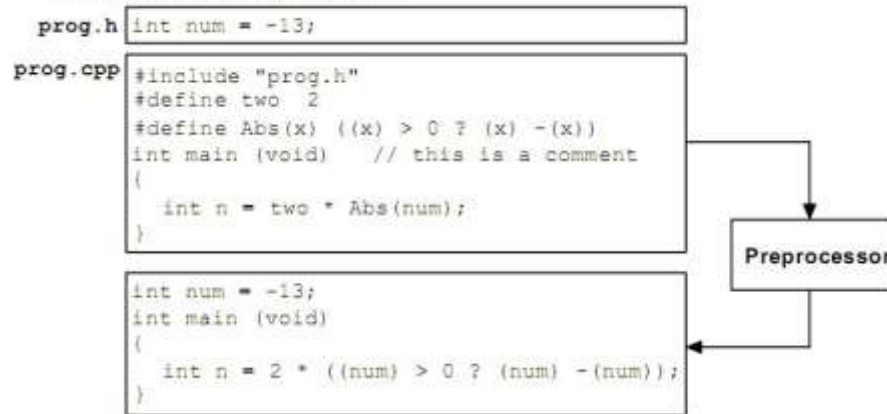 prog.h int num = -13;
prog.cpp #include "prog.h"
#define two 2
#define Abs(x) ((x) > 0 ? (x) -(x))
int main (void) // this is a comment
{
int n = two * Abs(num);
}
Preprocessor
int num = -13;
int main (void)
{
int n = 2 * ((num) > 0 ? (num) -(num));
}